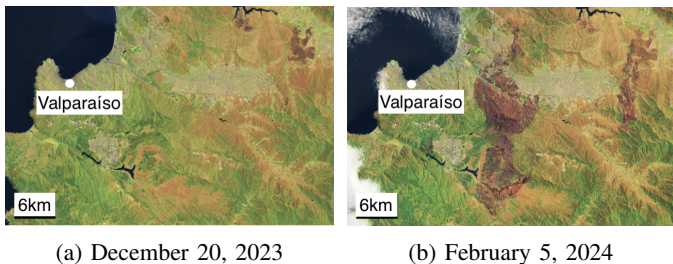 Valparaíso
6km
(a) December 20, 2023
Valparaíso
6km
(b) February 5, 2024